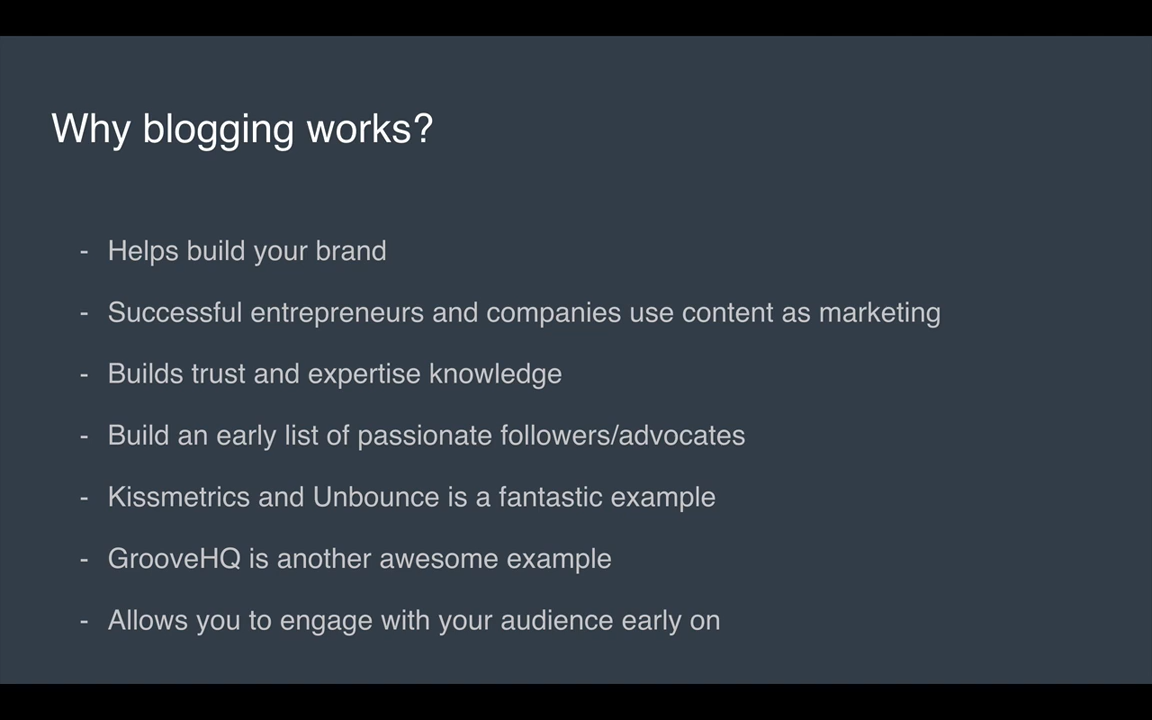 Why blogging works?
- Helps build your brand
- Successful entrepreneurs and companies use content as marketing
- Builds trust and expertise knowledge
- Build an early list of passionate followers/advocates
- Kissmetrics and Unbounce is a fantastic example
- GrooveHQ is another awesome example
- Allows you to engage with your audience early on